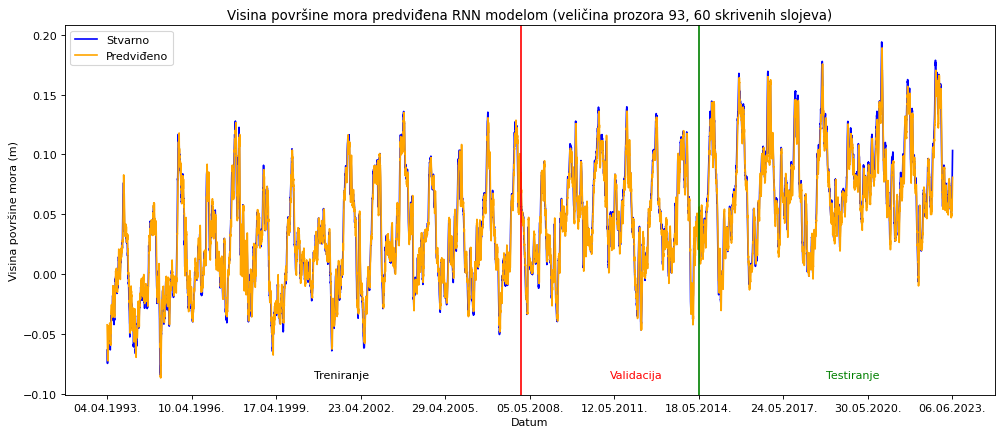 Visina površine mora predviđena RNN modelom (veličina prozora 93, 60 skrivenih slojeva)
Stvarno
Predviđeno
Visina površine mora (m)
0.20
0.15
0.10
0.05
0.00
−0.05
−0.10
Treniranje
Validacija
Testiranje
04.04.1993.
10.04.1996.
17.04.1999.
23.04.2002.
29.04.2005.
05.05.2008.
12.05.2011.
18.05.2014.
24.05.2017.
30.05.2020.
06.06.2023.
Datum